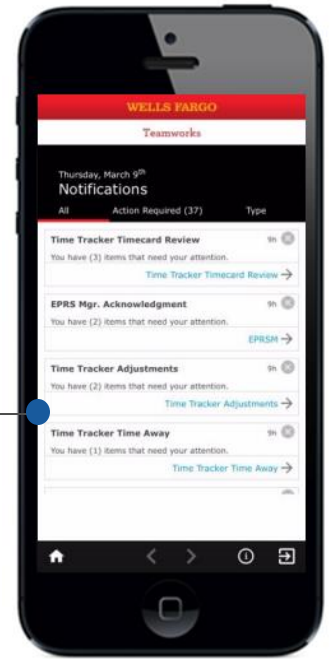 WELLS FARGO
Teamworks
Thursday, March 9th
Notifications
All Action Required (37) Type
Time Tracker Timecard Review 9h
You have (3) items that need your attention.
Time Tracker Timecard Review →
EPRS Mgr. Acknowledgment 9h
You have (2) items that need your attention.
EPRSM →
Time Tracker Adjustments 9h
You have (2) items that need your attention.
Time Tracker Adjustments →
Time Tracker Time Away 9h
You have (1) items that need your attention.
Time Tracker Time Away →